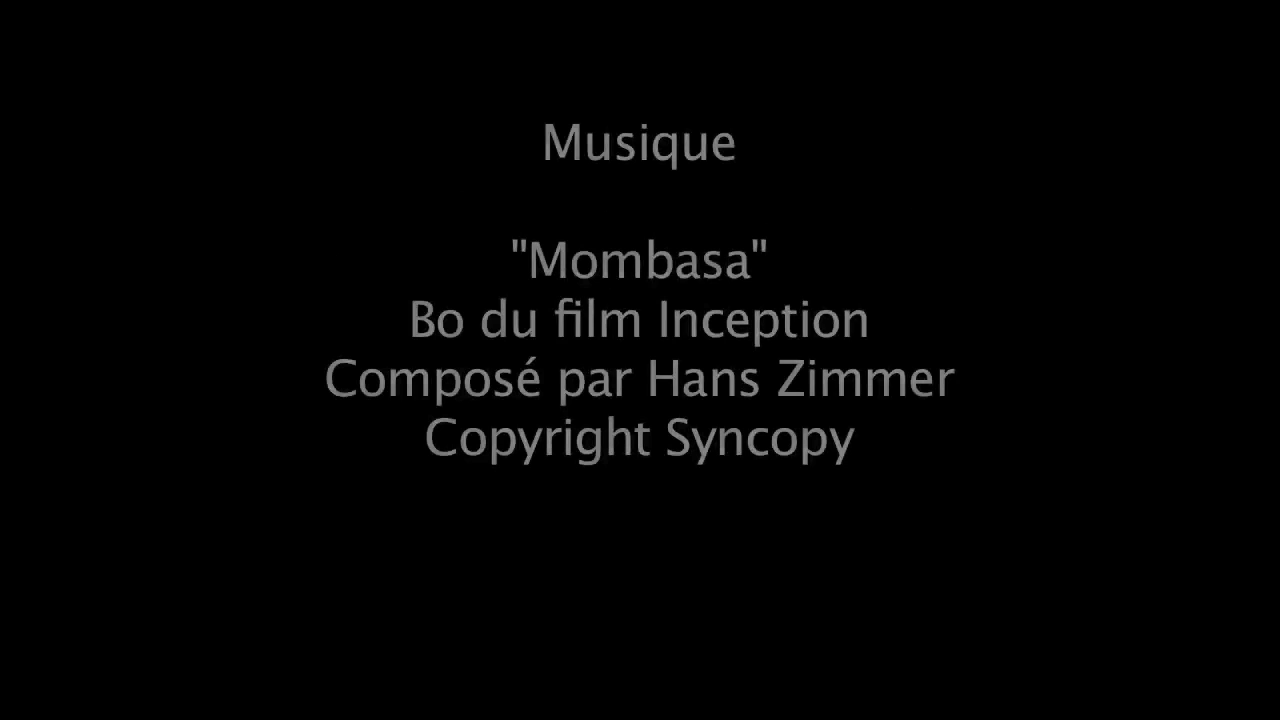 Musique
"Mombasa"
Bo du film Inception
Composé par Hans Zimmer
Copyright Syncopy